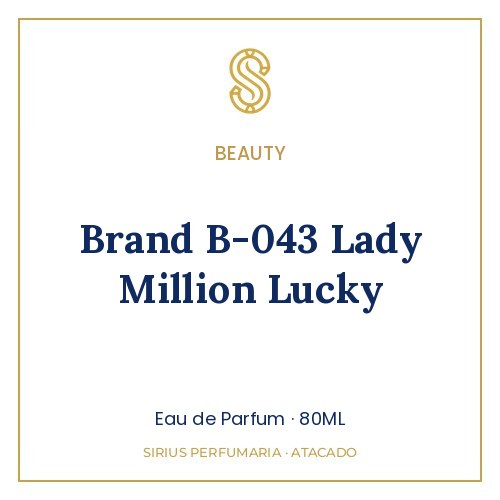 BEAUTY
Brand B-043 Lady
Million Lucky
Eau de Parfum · 80ML
SIRIUS PERFUMARIA · ATACADO